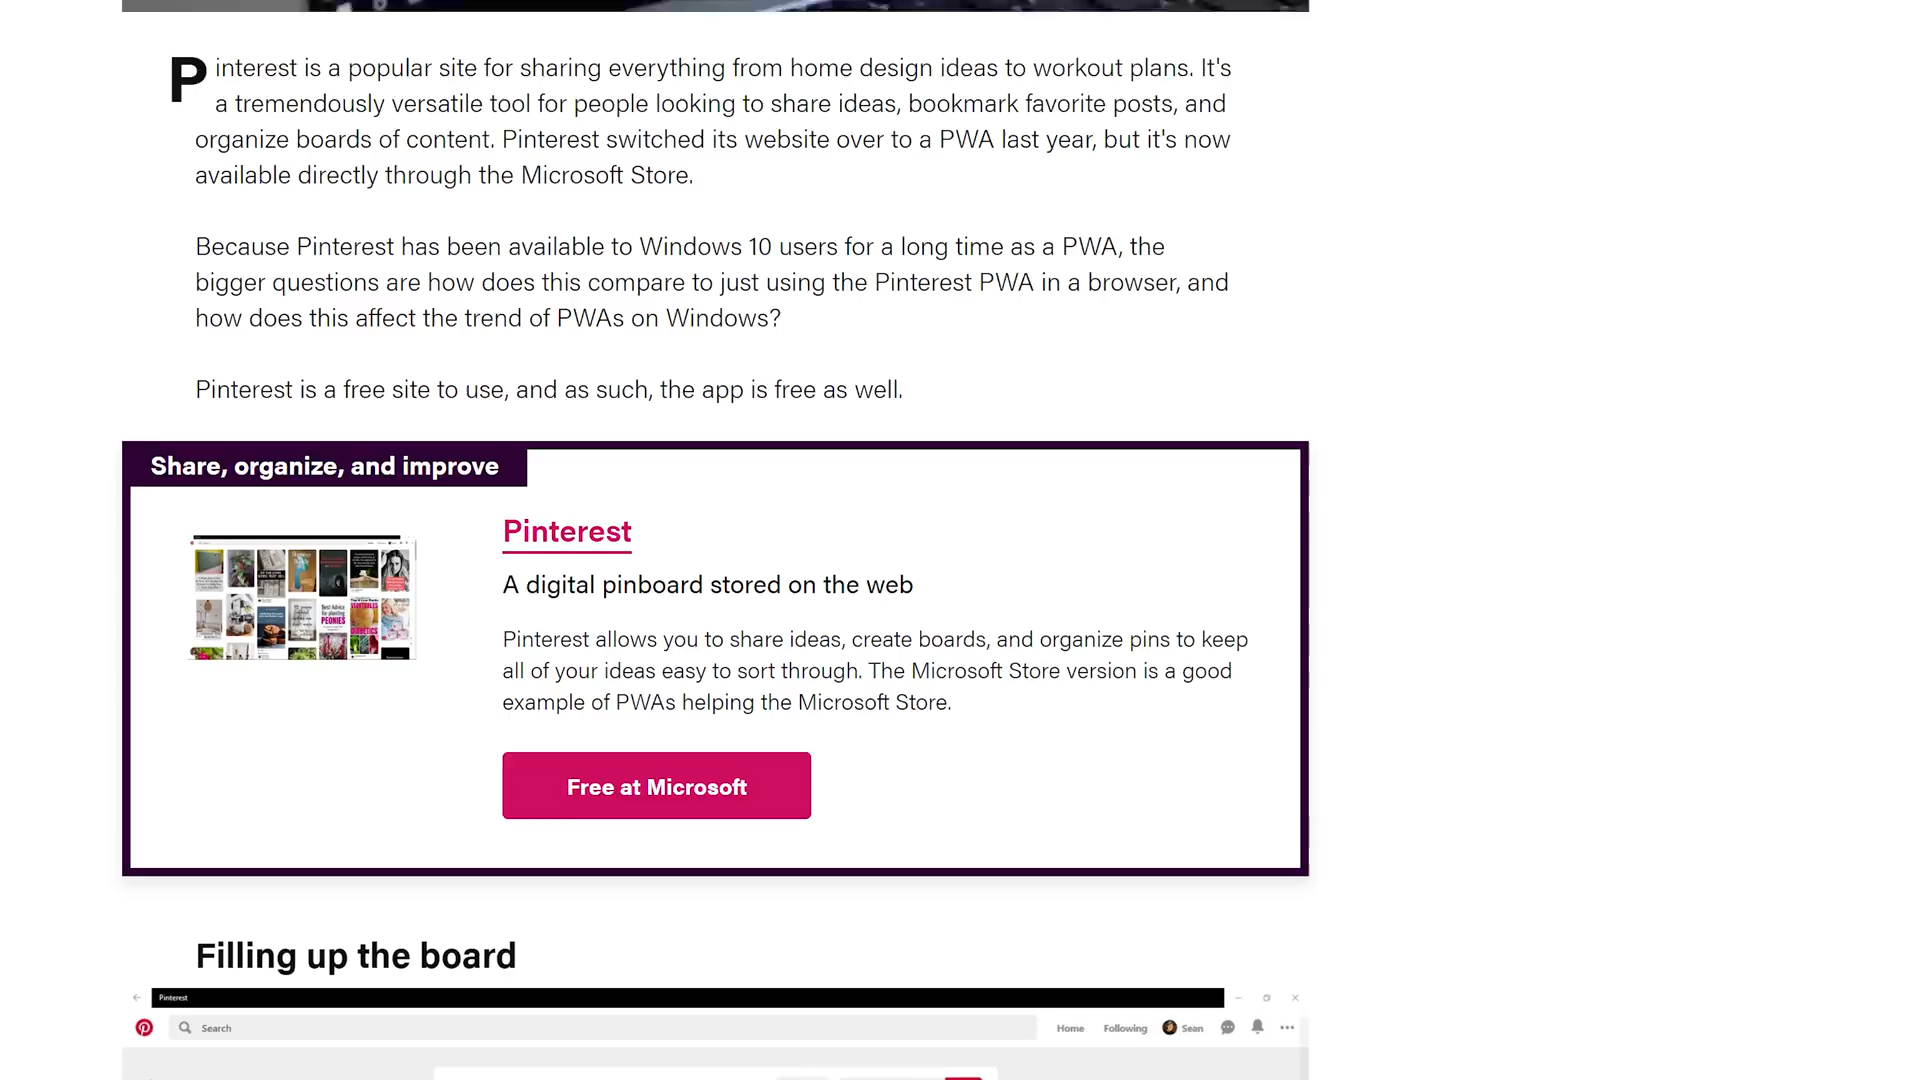 Pinterest is a popular site for sharing everything from home design ideas to workout plans. It's
a tremendously versatile tool for people looking to share ideas, bookmark favorite posts, and
organize boards of content. Pinterest switched its website over to a PWA last year, but it's now
available directly through the Microsoft Store.
Because Pinterest has been available to Windows 10 users for a long time as a PWA, the
bigger questions are how does this compare to just using the Pinterest PWA in a browser, and
how does this affect the trend of PWAs on Windows?
Pinterest is a free site to use, and as such, the app is free as well.
Share, organize, and improve
Best Advice
for planting
PEONIES
VEGETABLES
DIABETICS
Pinterest
A digital pinboard stored on the web
Pinterest allows you to share ideas, create boards, and organize pins to keep
all of your ideas easy to sort through. The Microsoft Store version is a good
example of PWAs helping the Microsoft Store.
Free at Microsoft
Filling up the board
Pinterest
Search
Home
Following
Sean